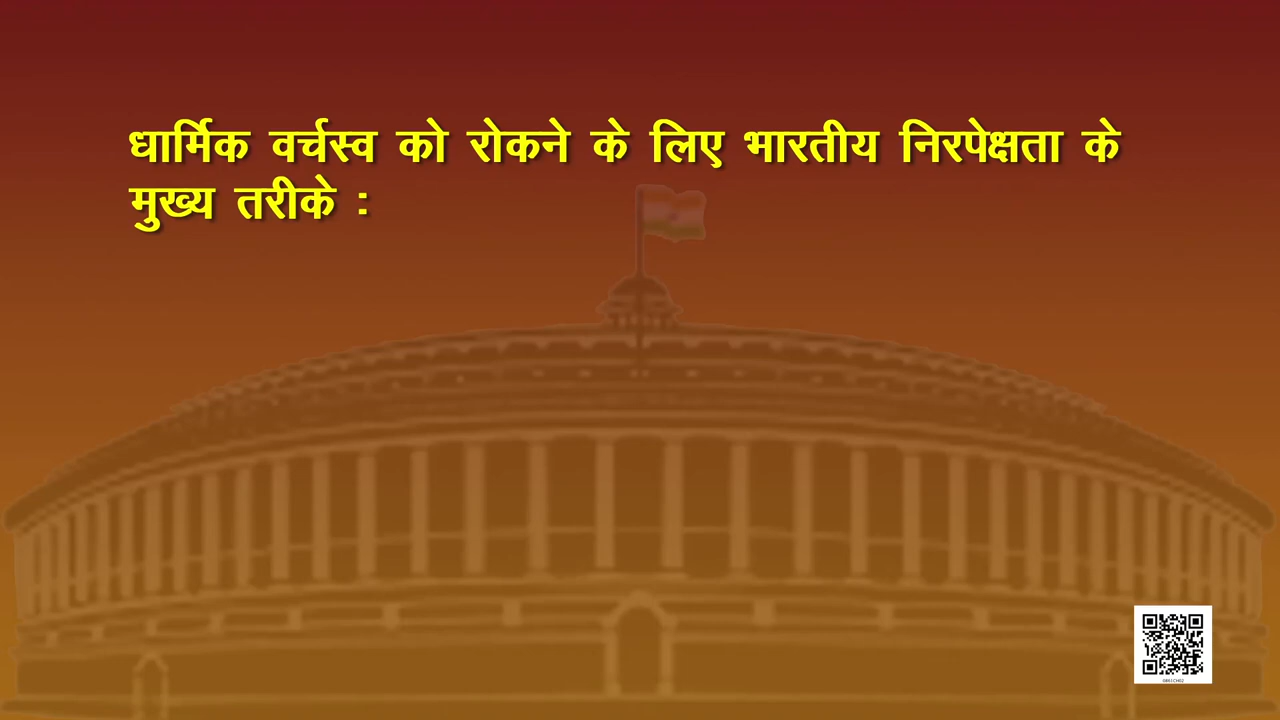 धार्मिक वर्चस्व को रोकने के लिए भारतीय निरपेक्षता के
मुख्य तरीके :